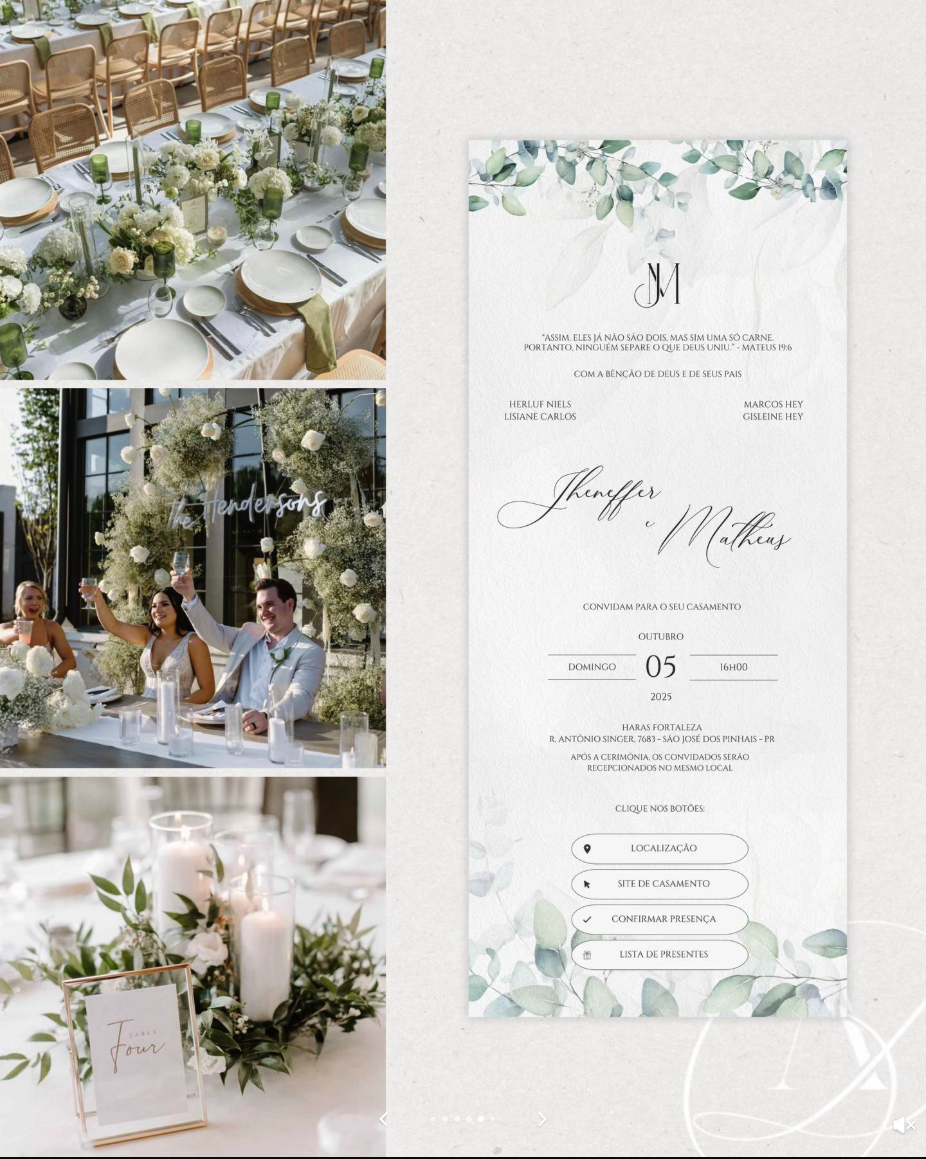 The Hendersons
TABLE
Four
JM
"ASSIM, ELES JÁ NÃO SÃO DOIS, MAS SIM UMA SÓ CARNE.
PORTANTO, NINGUÉM SEPARE O QUE DEUS UNIU." - MATEUS 19:6
COM A BÊNÇÃO DE DEUS E DE SEUS PAIS
HERLUF NIELS
LISIANE CARLOS
MARCOS HEY
GISLEINE HEY
Jheneffer
e
Matheus
CONVIDAM PARA O SEU CASAMENTO
OUTUBRO
DOMINGO 05 16H00
2025
HARAS FORTALEZA
R. ANTÔNIO SINGER, 7683 - SÃO JOSÉ DOS PINHAIS - PR
APÓS A CERIMÔNIA, OS CONVIDADOS SERÃO
RECEPCIONADOS NO MESMO LOCAL
CLIQUE NOS BOTÕES:
LOCALIZAÇÃO
SITE DE CASAMENTO
CONFIRMAR PRESENÇA
LISTA DE PRESENTES